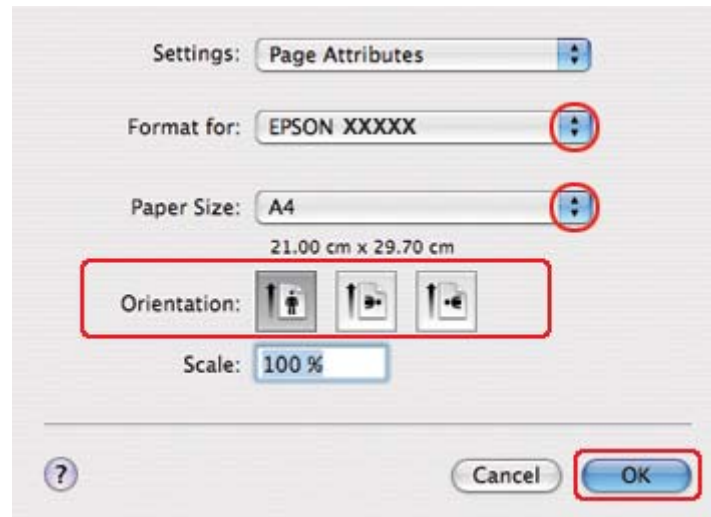 Settings: Page Attributes
Format for: EPSON XXXXX
Paper Size: A4
21.00 cm x 29.70 cm
Orientation:
Scale: 100 %
? Cancel OK